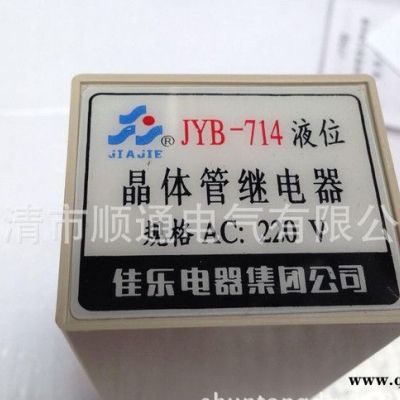 JYB-714 液位
JIAJIE ®
晶体管继电器
清市顺通电气有限公
规格 AC: 220 V
佳乐电器集团公司